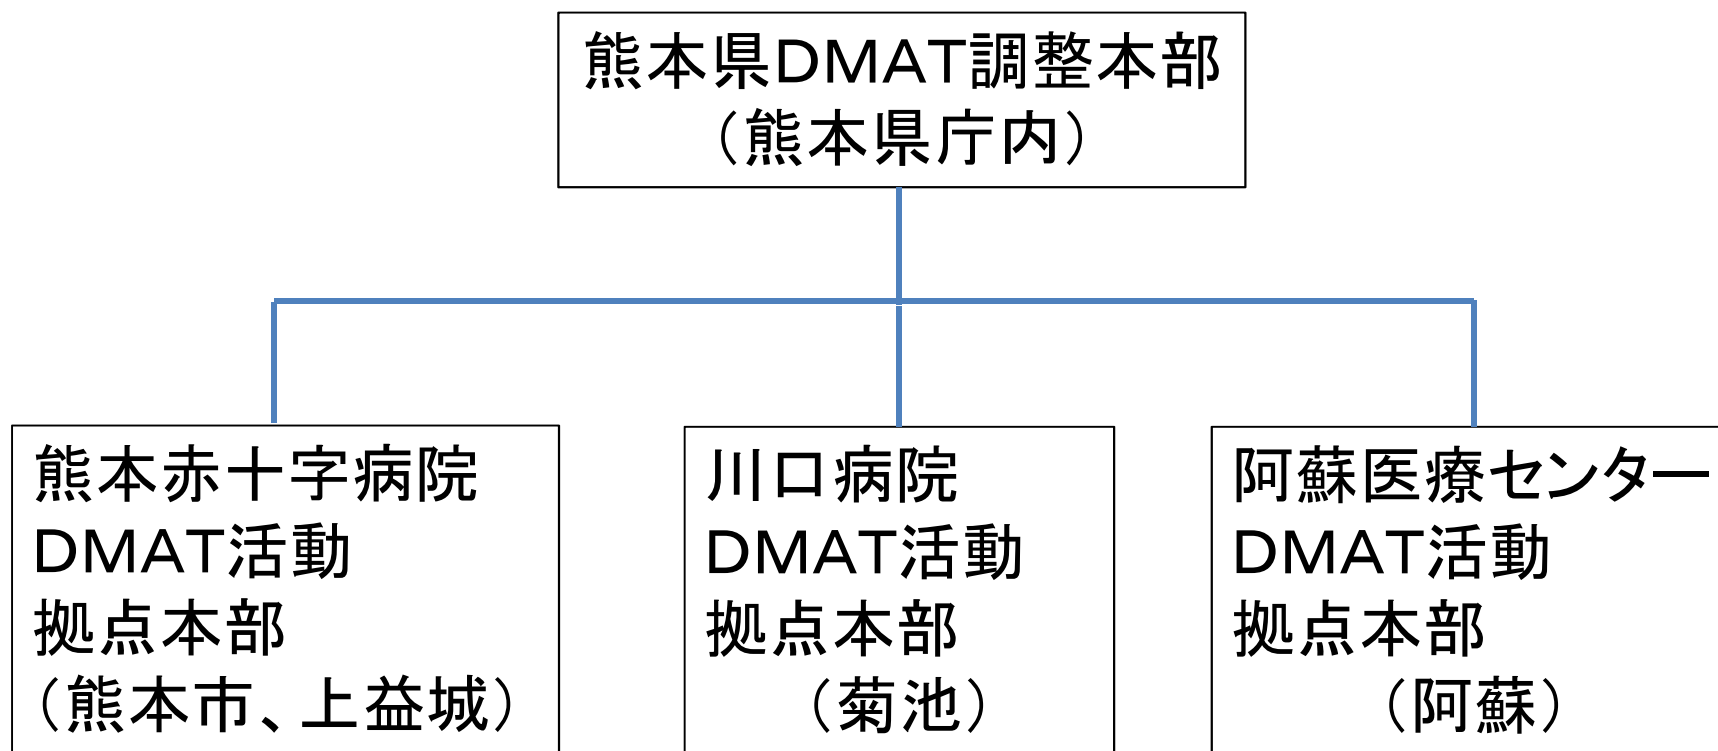 熊本県DMAT調整本部
(熊本県庁内)
熊本赤十字病院
DMAT活動
拠点本部
(熊本市、上益城)
川口病院
DMAT活動
拠点本部
(菊池)
阿蘇医療センター
DMAT活動
拠点本部
(阿蘇)